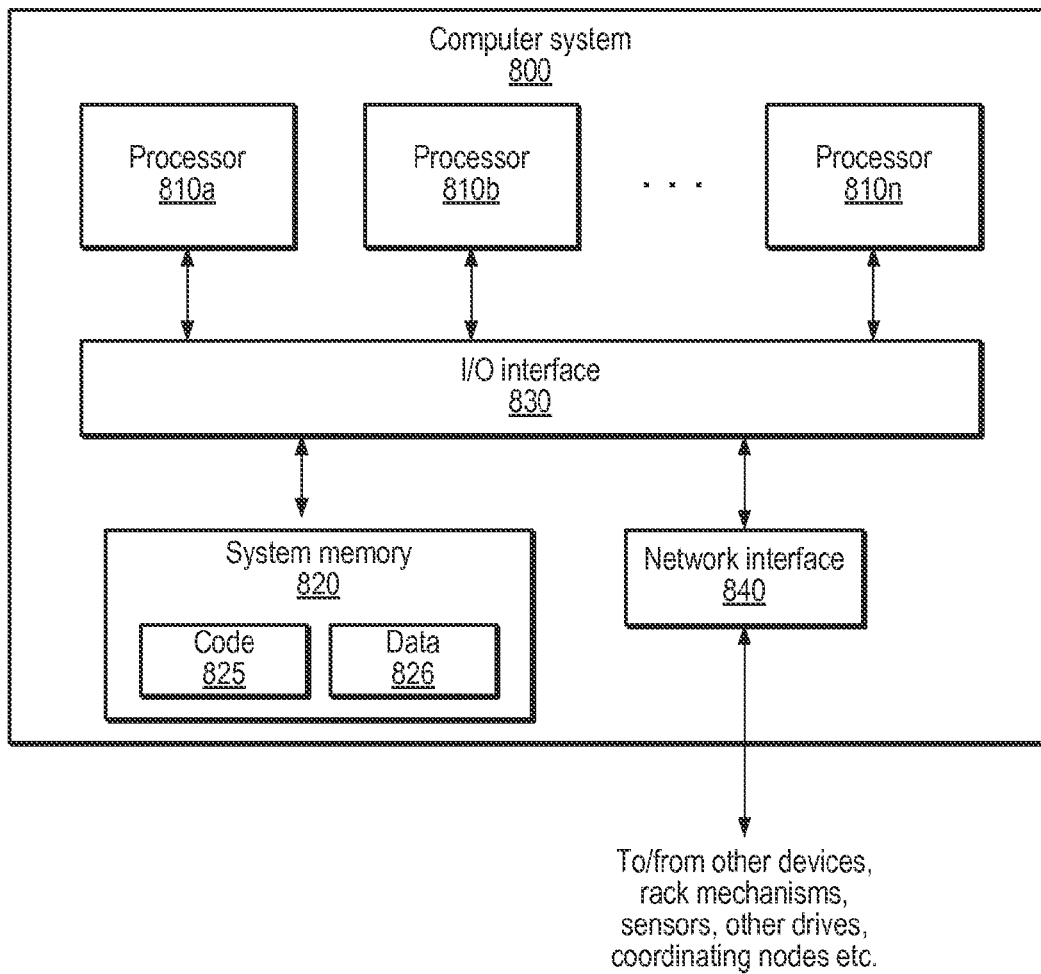 Computer system
800
Processor
810a
Processor
810b
. . .
Processor
810n
I/O interface
830
System memory
820
Code
825
Data
826
Network interface
840
To/from other devices,
rack mechanisms,
sensors, other drives,
coordinating nodes etc.